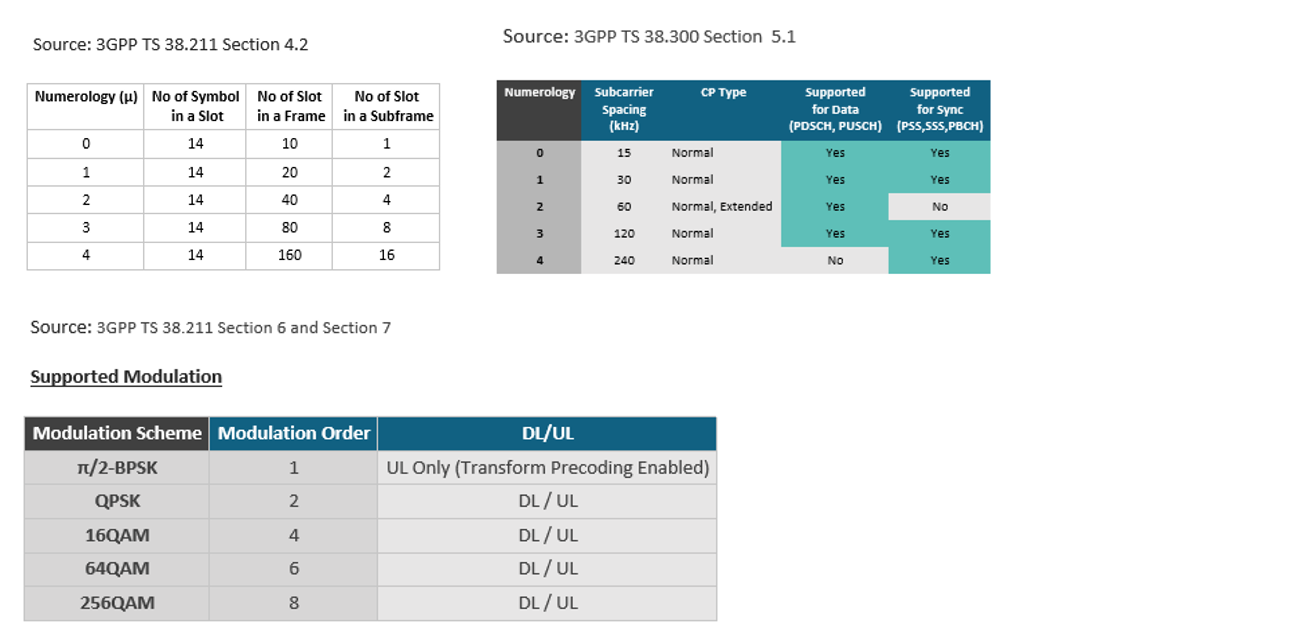 Source: 3GPP TS 38.211 Section 4.2
Source: 3GPP TS 38.300 Section 5.1
Numerology (μ) No of Symbol in a Slot No of Slot in a Frame No of Slot in a Subframe
0 14 10 1
1 14 20 2
2 14 40 4
3 14 80 8
4 14 160 16
Numerology Subcarrier Spacing (kHz) CP Type Supported for Data (PDSCH, PUSCH) Supported for Sync (PSS,SSS,PBCH)
0 15 Normal Yes Yes
1 30 Normal Yes Yes
2 60 Normal, Extended Yes No
3 120 Normal Yes Yes
4 240 Normal No Yes
Source: 3GPP TS 38.211 Section 6 and Section 7
Supported Modulation
Modulation Scheme Modulation Order DL/UL
π/2-BPSK 1 UL Only (Transform Precoding Enabled)
QPSK 2 DL / UL
16QAM 4 DL / UL
64QAM 6 DL / UL
256QAM 8 DL / UL